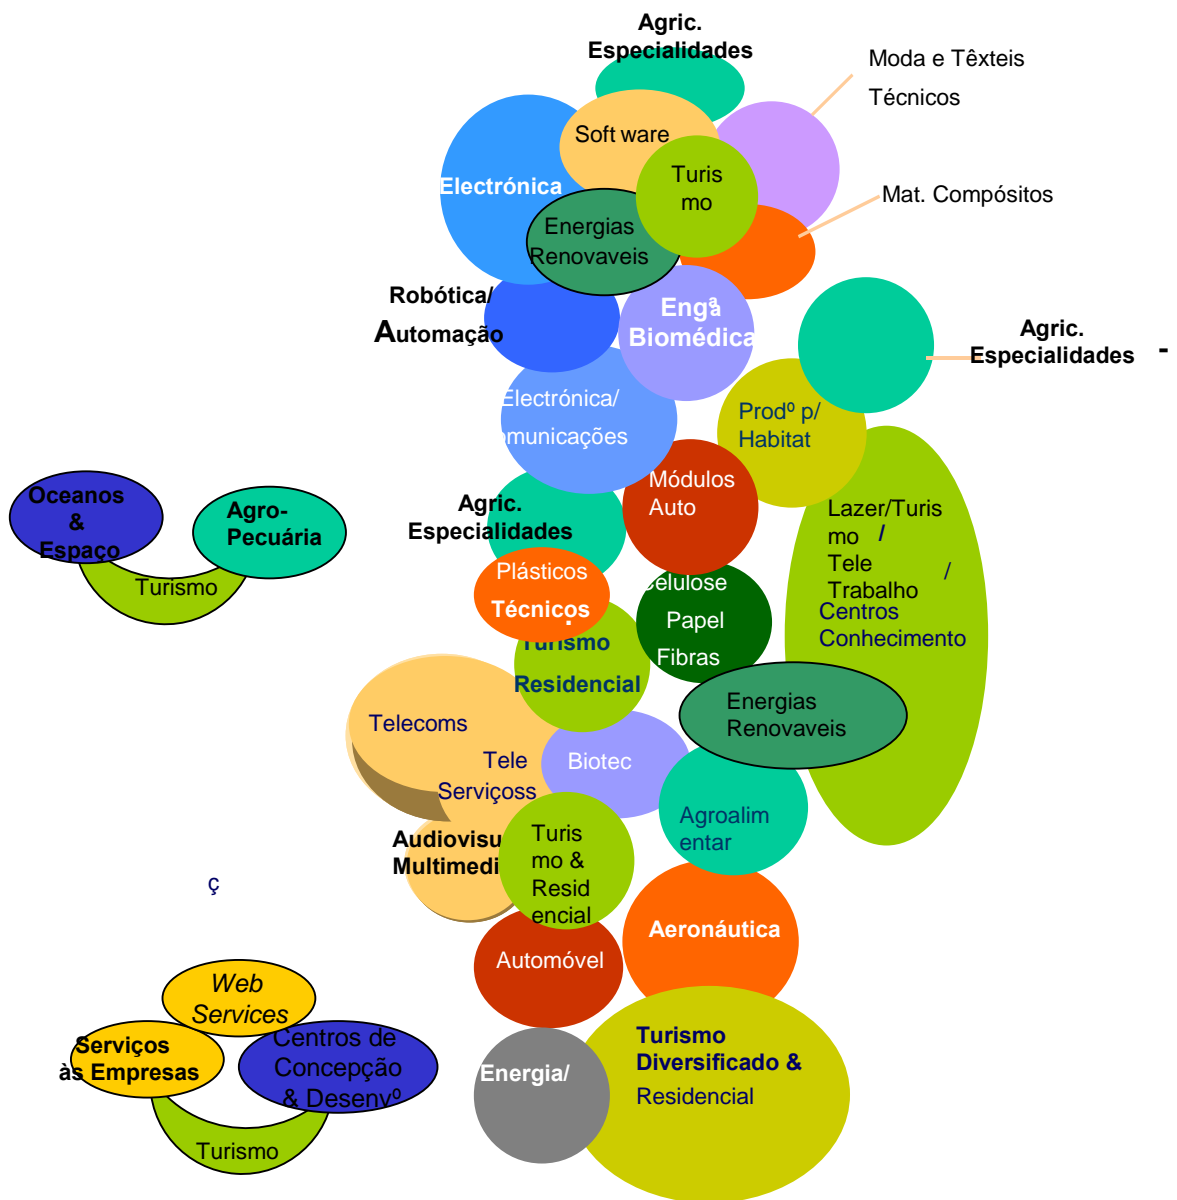 Agric.
Especialidades
Moda e Têxteis
Técnicos
Soft ware
Electrónica
Turis
mo
Mat. Compósitos
Energias
Renovaveis
Robótica/
Automação
Engª
Biomédica
Agric.
Especialidades -
Electrónica/
omunicações
Prodº p/
Habitat
Módulos
Auto
Oceanos
&
Espaço
Agro-
Pecuária
Turismo
Agric.
Especialidades
Lazer/Turis
mo /
Tele /
Trabalho
Centros
Conhecimento
Plásticos
Técnicos
Celulose
Papel
Fibras
Turismo
Residencial
Energias
Renovaveis
Telecoms
Tele
Serviçoss
Biotec
Agroalim
entar
Audiovisu
Multimedi
Turis
mo &
Resid
encial
ç
Aeronáutica
Automóvel
Web
Services
Serviços
às Empresas
Centros de
Concepção
& Desenvº
Turismo
Energia/
Turismo
Diversificado &
Residencial